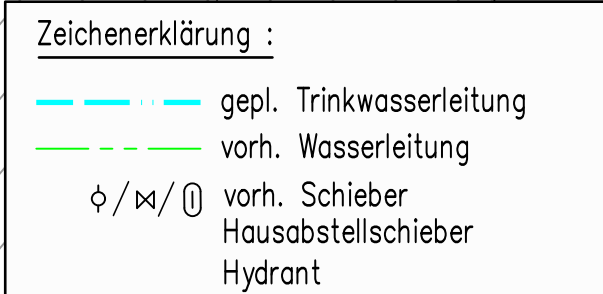 Zeichenerklärung :
gepl. Trinkwasserleitung
vorh. Wasserleitung
vorh. Schieber
Hausabstellschieber
Hydrant